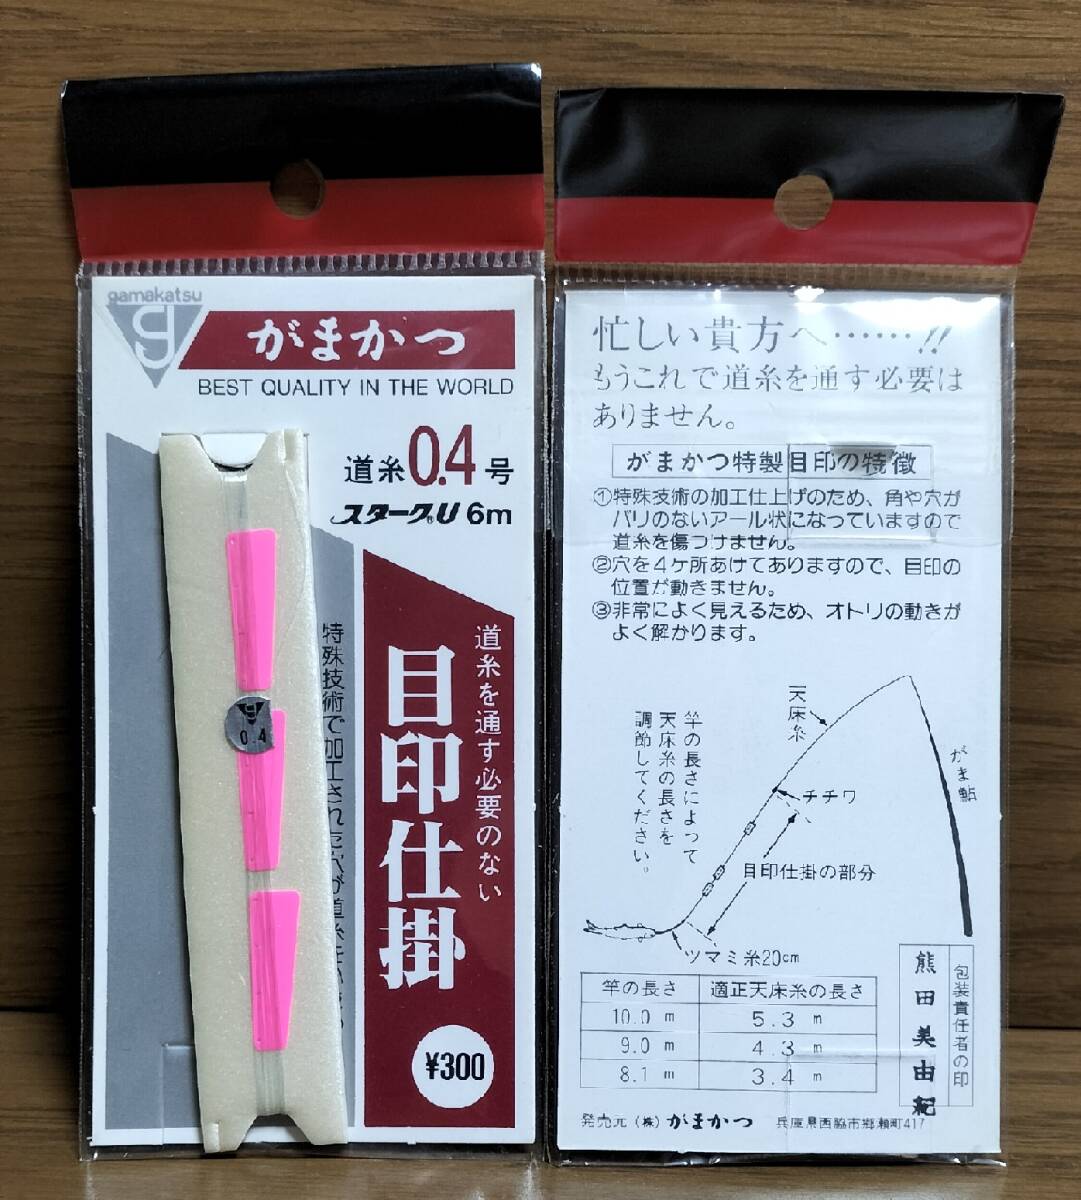 gamakatsu
g
がまかつ
BEST QUALITY IN THE WORLD
道糸0.4号
スターク®U 6m
道糸を通す必要のない
目印仕掛
0.4
¥300
忙しい貴方へ……!!
もうこれで道糸を通す必要は
ありません。
がまかつ特製目印の特徴
①特殊技術の加工仕上げのため、角や穴が
バリのないアール状になっていますので
道糸を傷つけません。
②穴を4ケ所あけてありますので、目印の
位置が動きません。
③非常によく見えるため、オトリの動きが
よく解かります。
天床糸
がま鮎
竿の長さによって
天床糸の長さを
調節してください。
チチワ
目印仕掛の部分
ツマミ糸20cm
竿の長さ 適正天床糸の長さ
10.0 m 5.3 m
9.0 m 4.3 m
8.1 m 3.4 m
包装責任者の印
熊田美由紀
発売元 (株) がまかつ 兵庫県西脇市郷瀬町417